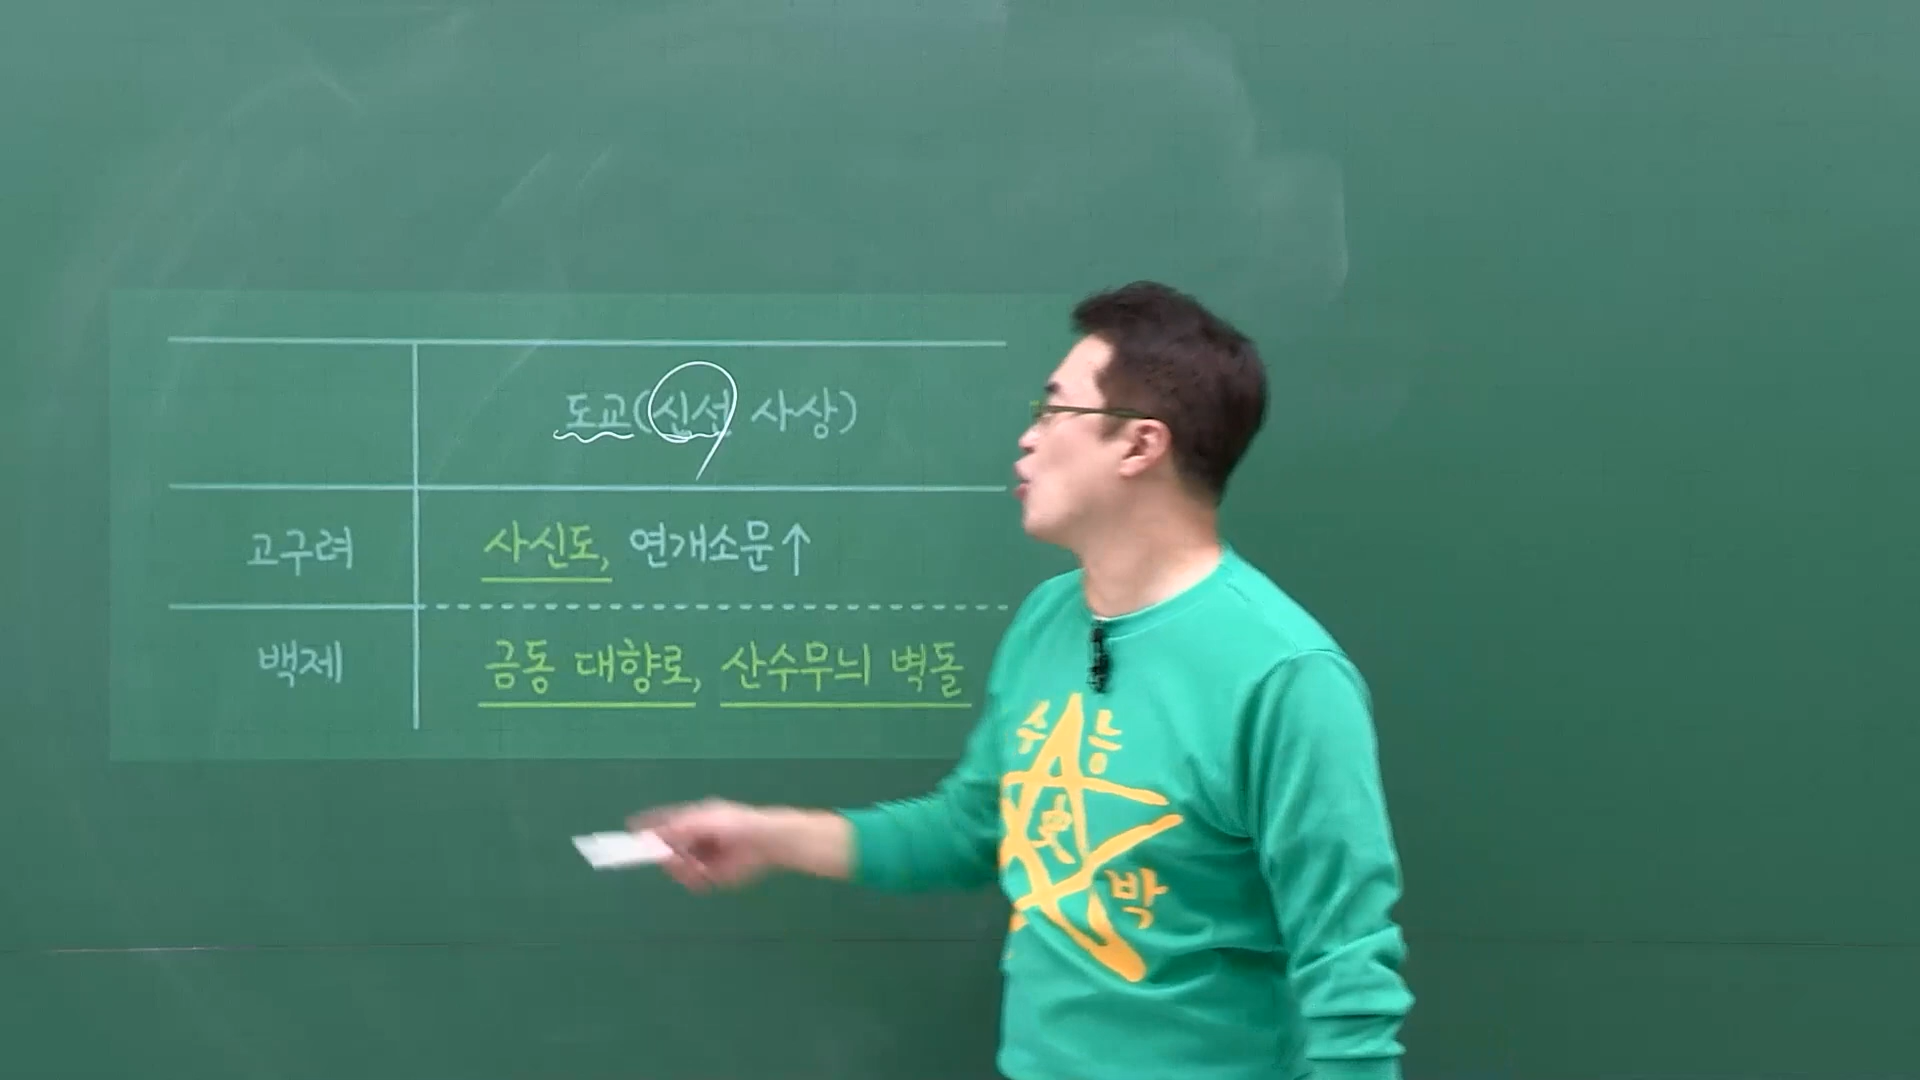 도교(신선 사상)
고구려 사신도, 연개소문↑
백제 금동 대향로, 산수무늬 벽돌
수능
史
박